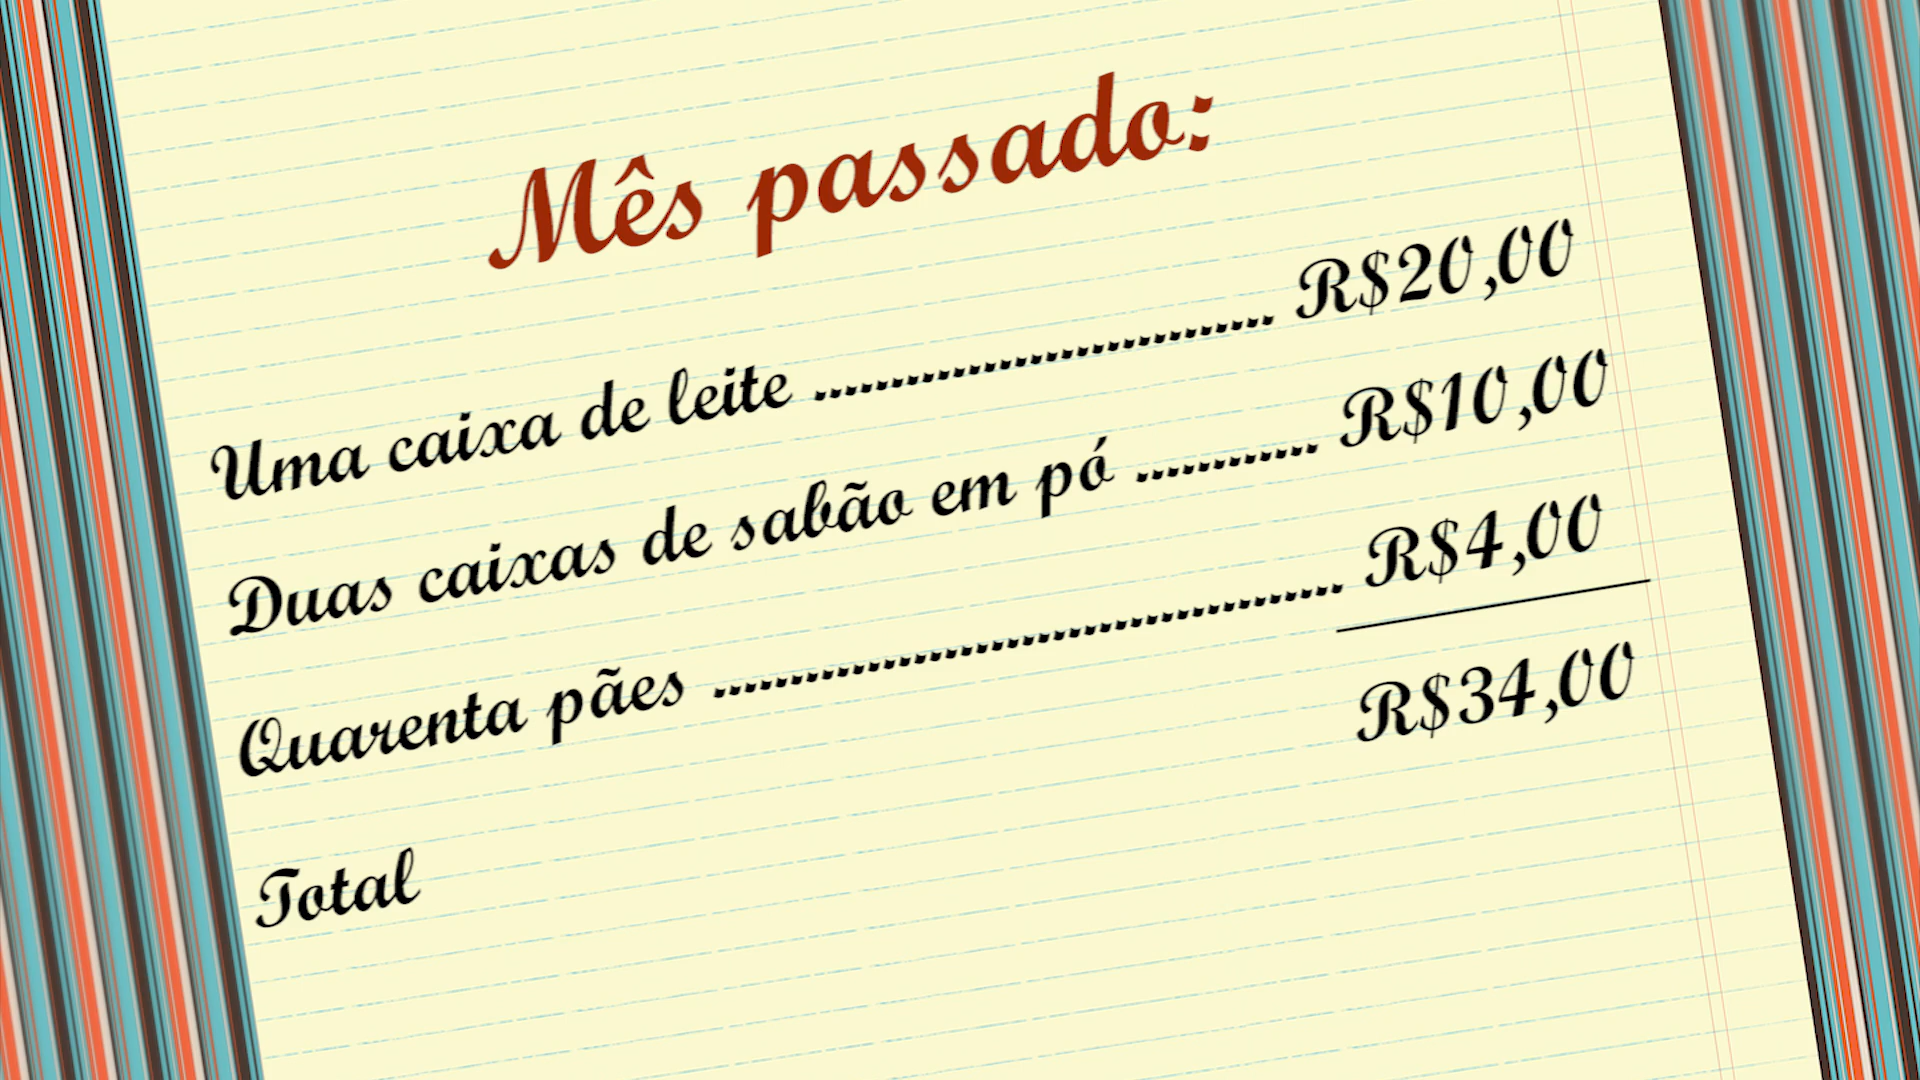 Mês passado:
Uma caixa de leite ............................. R$20,00
Duas caixas de sabão em pó ............ R$10,00
Quarenta pães ......................................... R$4,00
R$34,00
Total